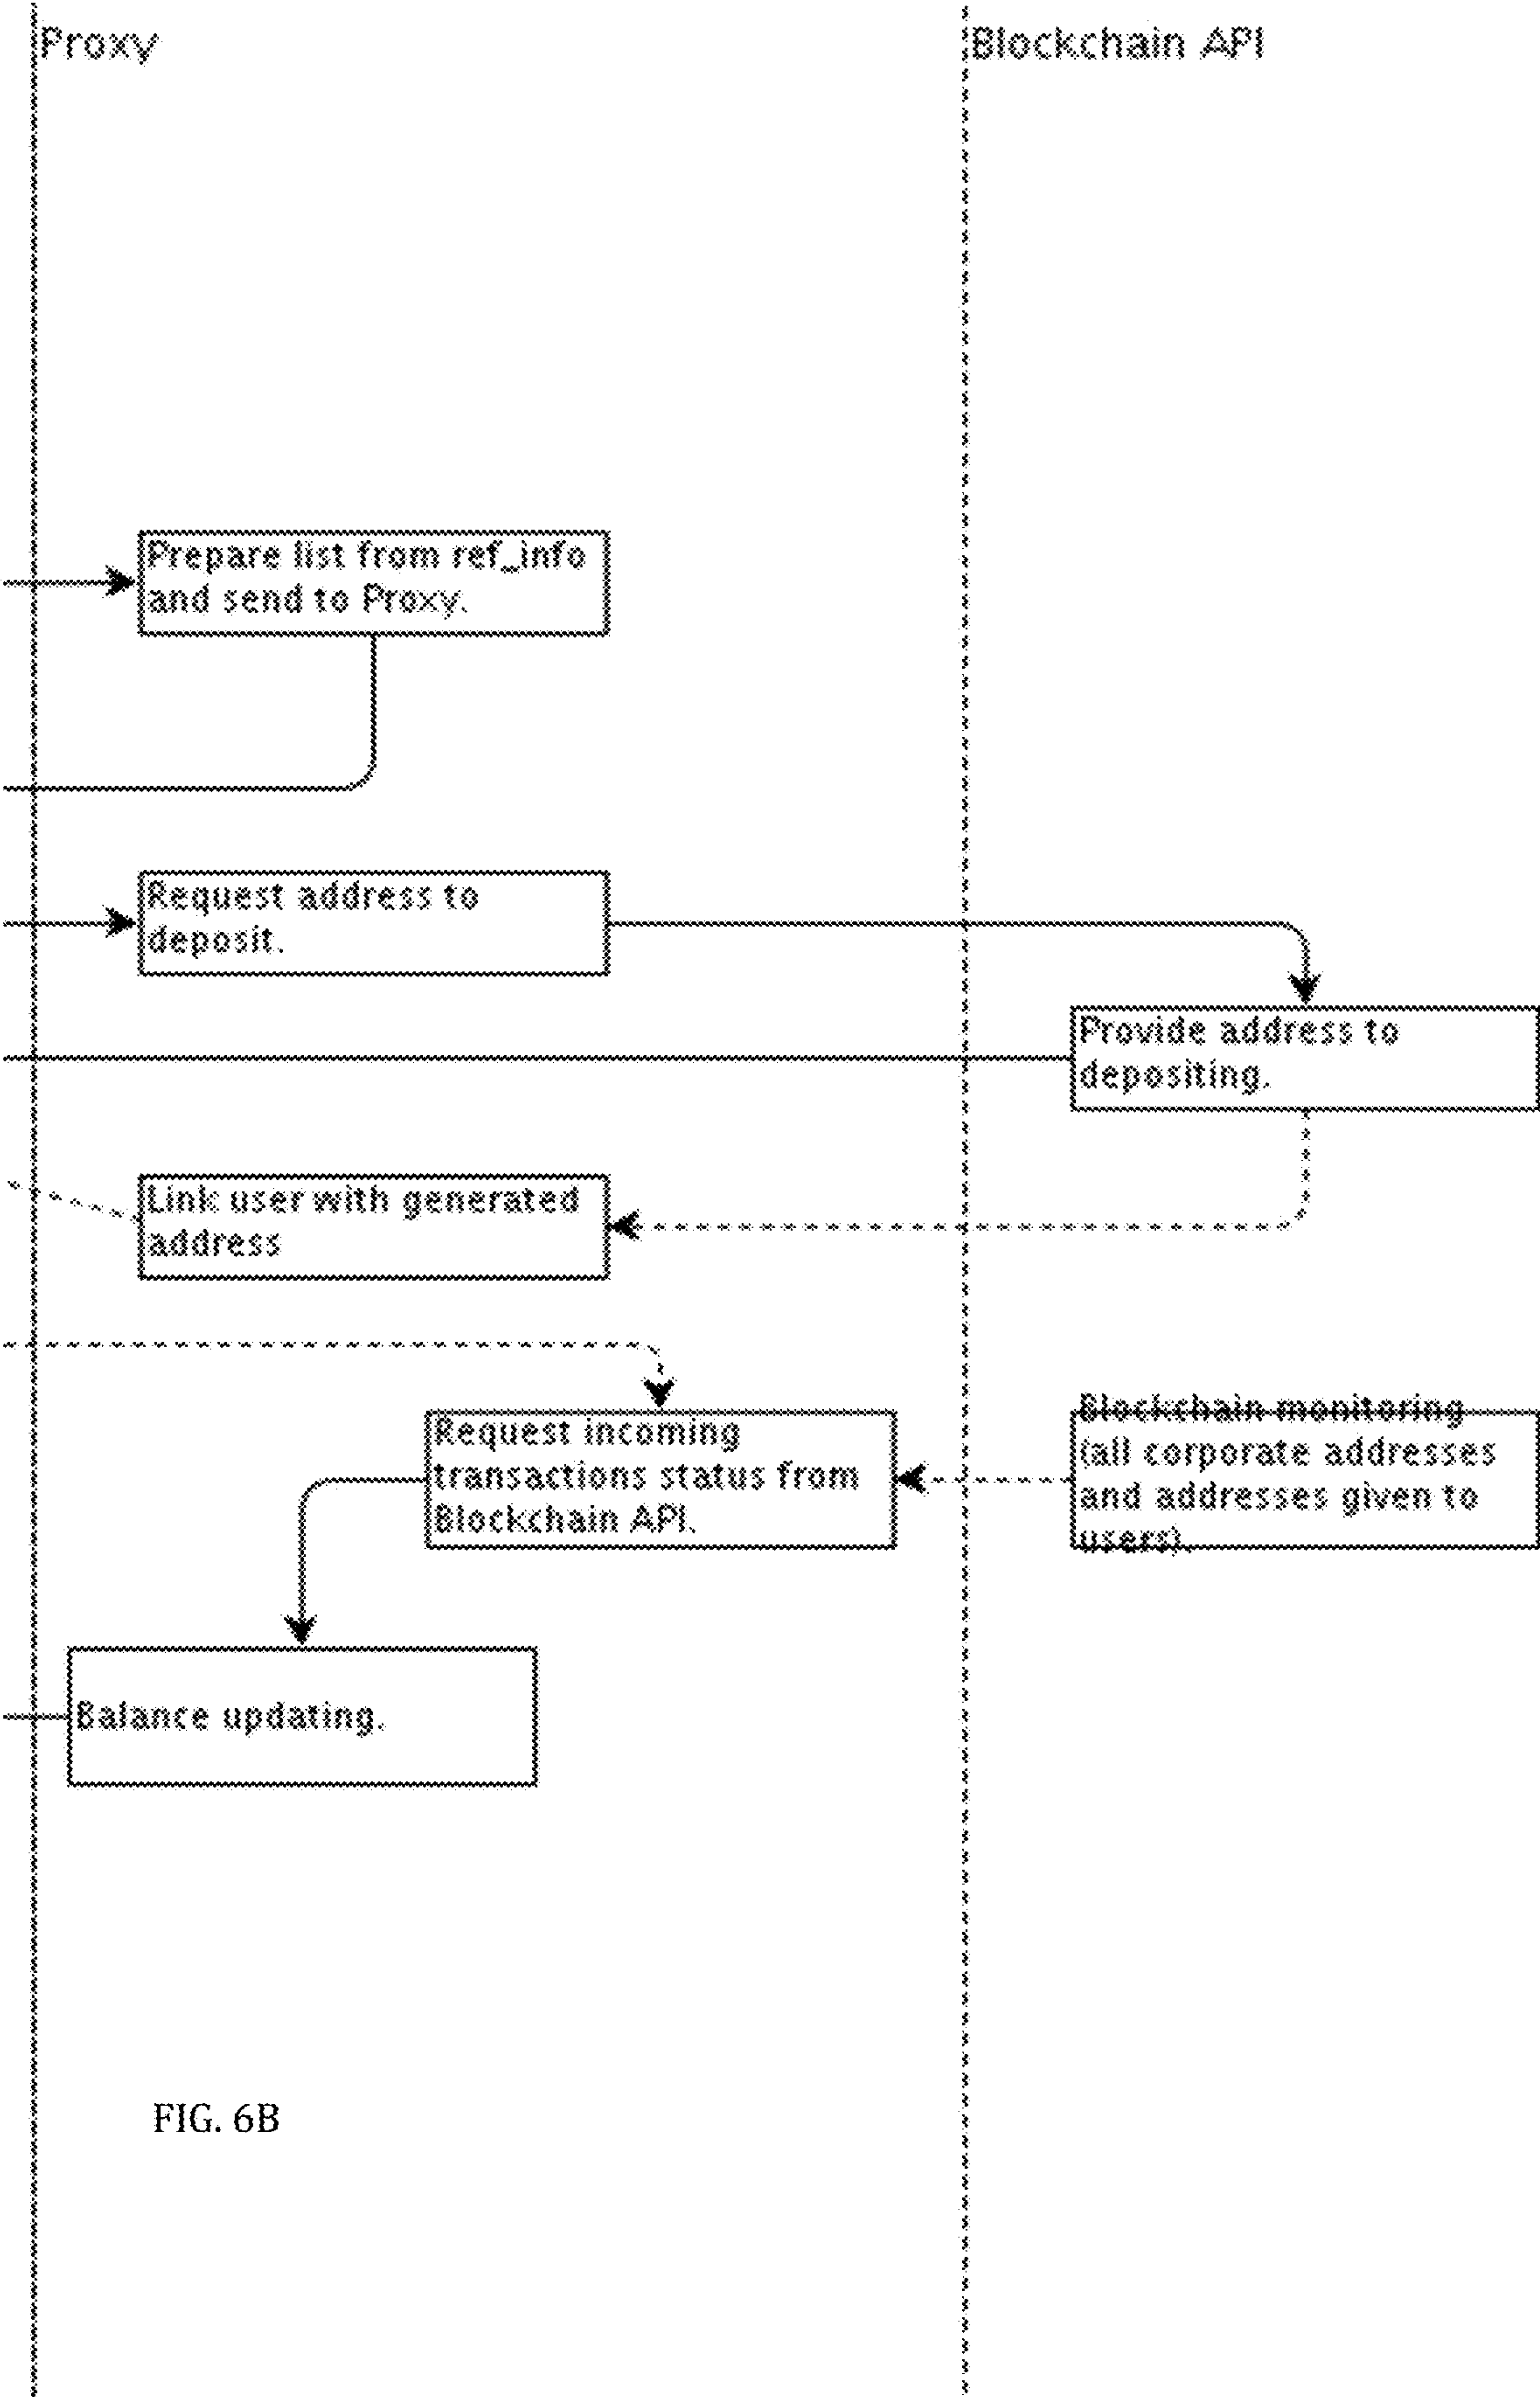 Proxy
Blockchain API
Prepare list from ref_info
and send to Proxy.
Request address to
deposit.
Provide address to
depositing.
Link user with generated
address
Request incoming
transactions status from
Blockchain API.
Blockchain monitoring
(all corporate addresses
and addresses given to
users).
Balance updating.
FIG. 6B